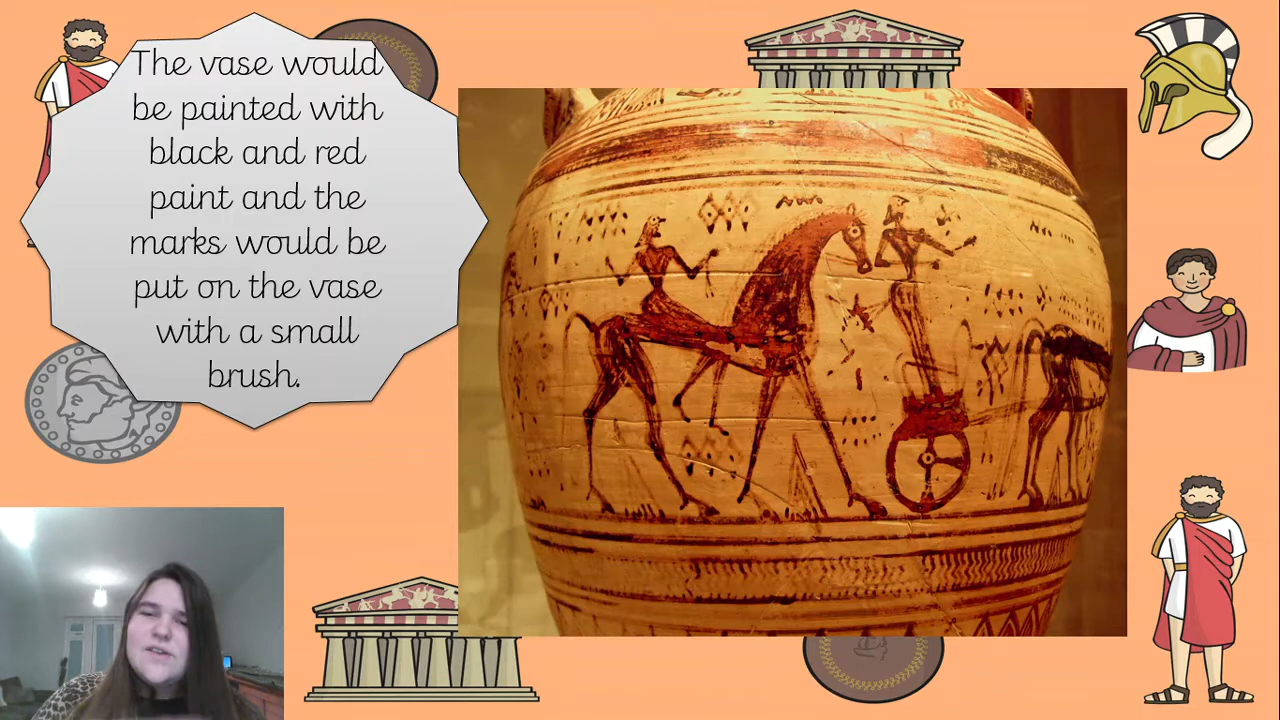 The vase would
be painted with
black and red
paint and the
marks would be
put on the vase
with a small
brush.